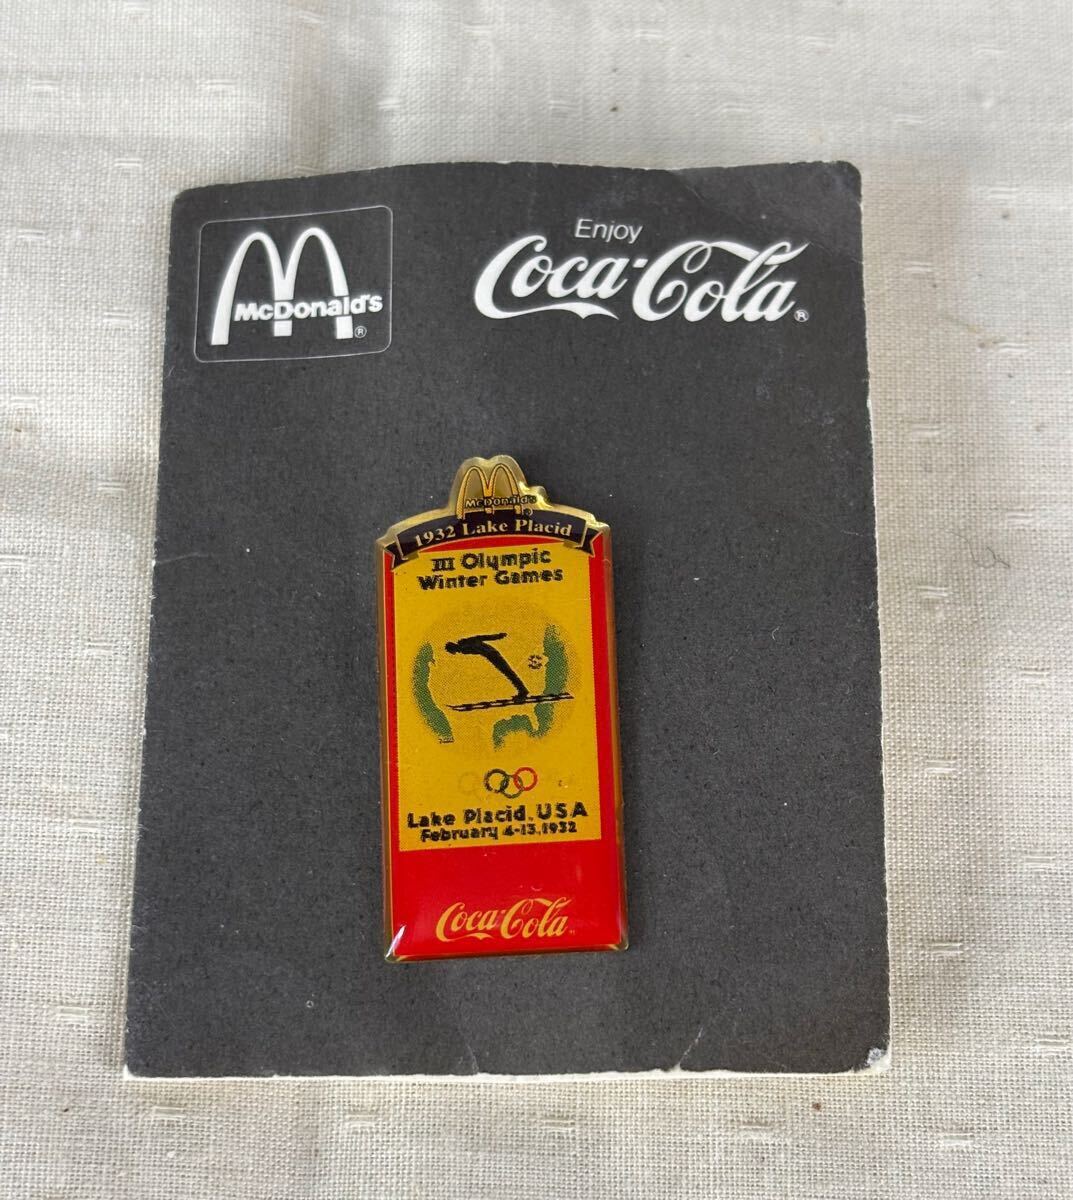 McDonald's
®
Enjoy
Coca-Cola®
McDonald's
®
1932 Lake Placid
III Olympic
Winter Games
Lake Placid, USA
February 4-13, 1932
Coca-Cola